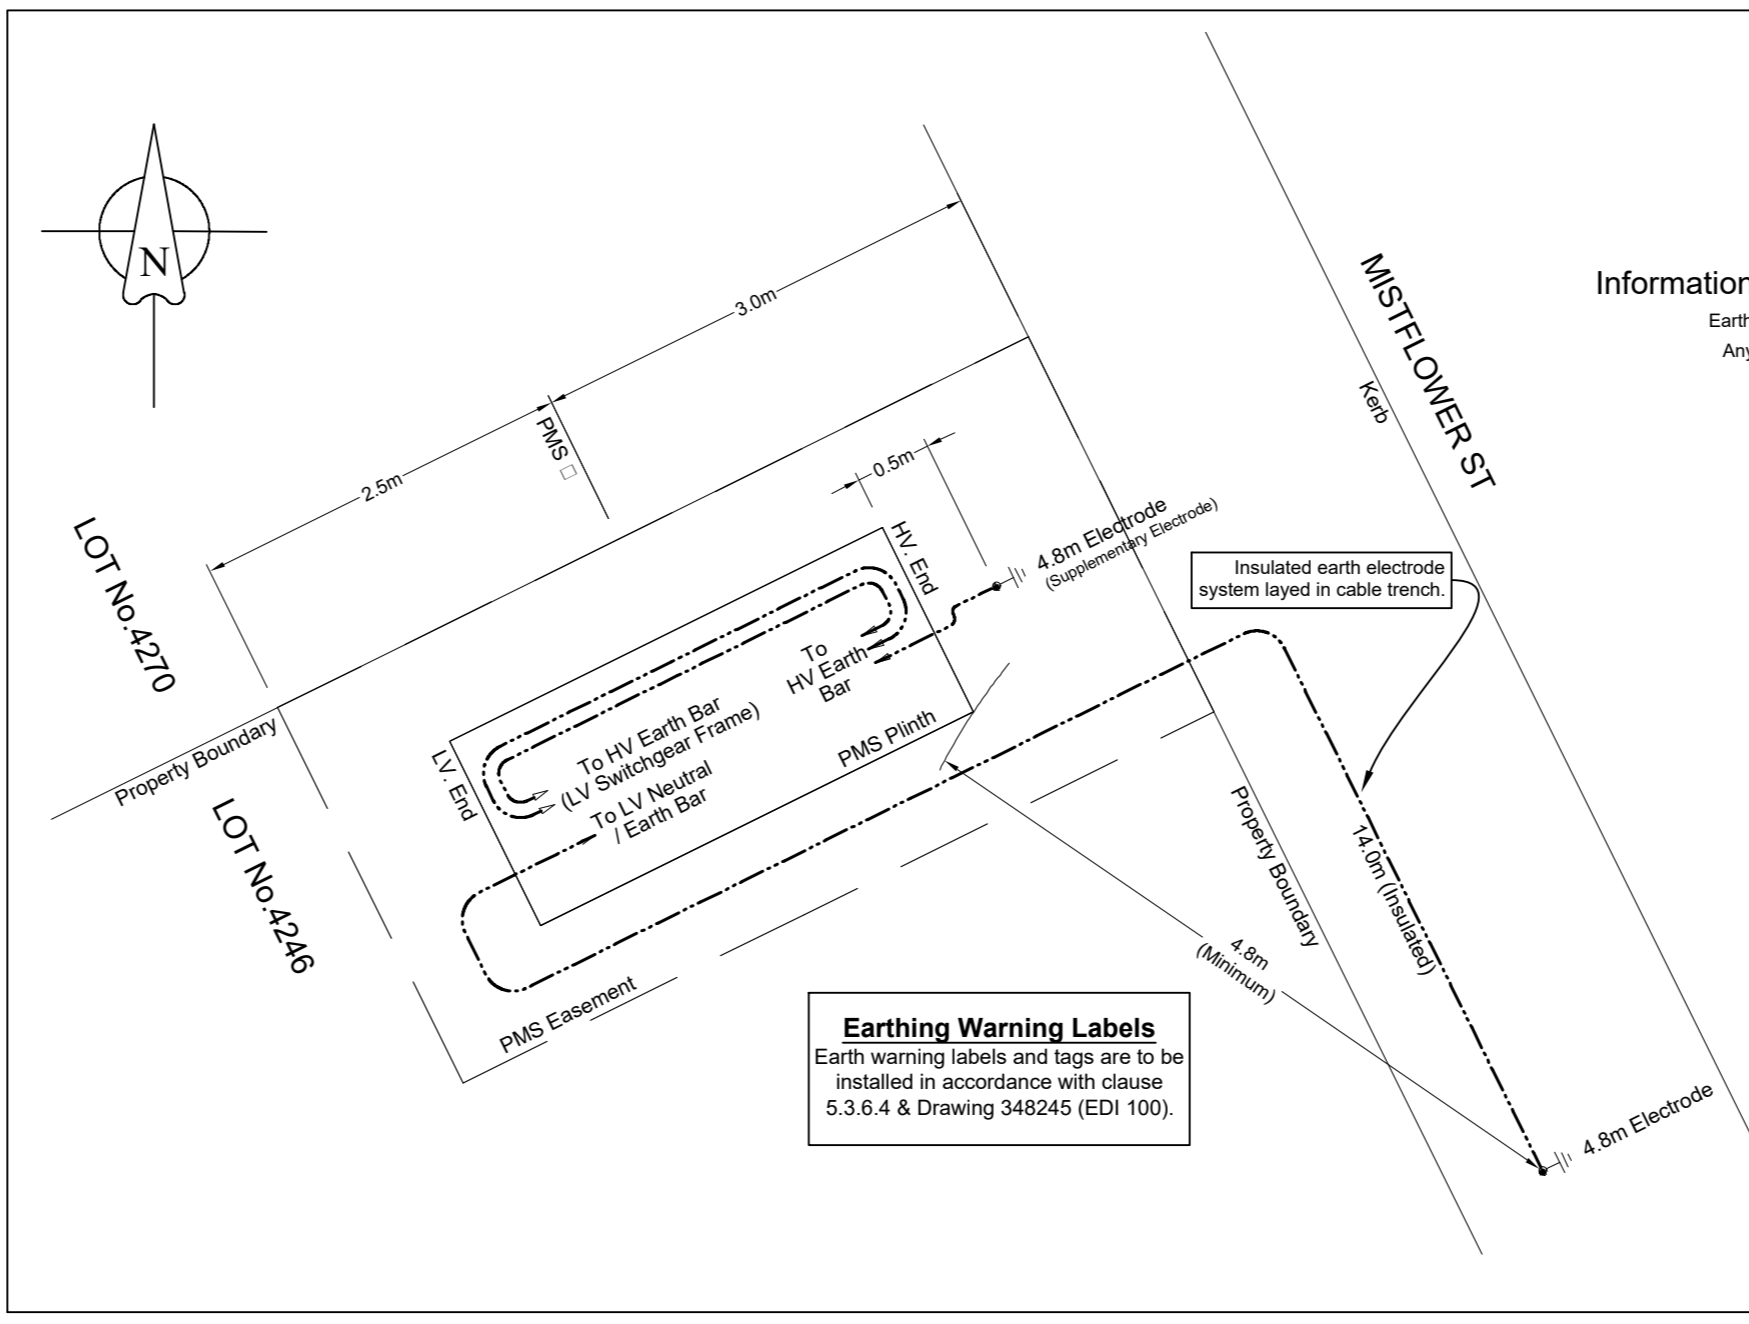 N
3.0m
2.5m
PMS
0.5m
MISTFLOWER ST
Kerb
Information
Earth
Any
LOT No.4270
Property Boundary
LOT No.4246
HV. End
4.8m Electrode
(Supplementary Electrode)
Insulated earth electrode
system layed in cable trench.
To
HV Earth
Bar
To HV Earth Bar
(LV Switchgear Frame)
To LV Neutral
/ Earth Bar
LV. End
PMS Plinth
PMS Easement
Property Boundary
14.0m (Insulated)
4.8m
(Minimum)
Earthing Warning Labels
Earth warning labels and tags are to be
installed in accordance with clause
5.3.6.4 & Drawing 348245 (EDI 100).
4.8m Electrode